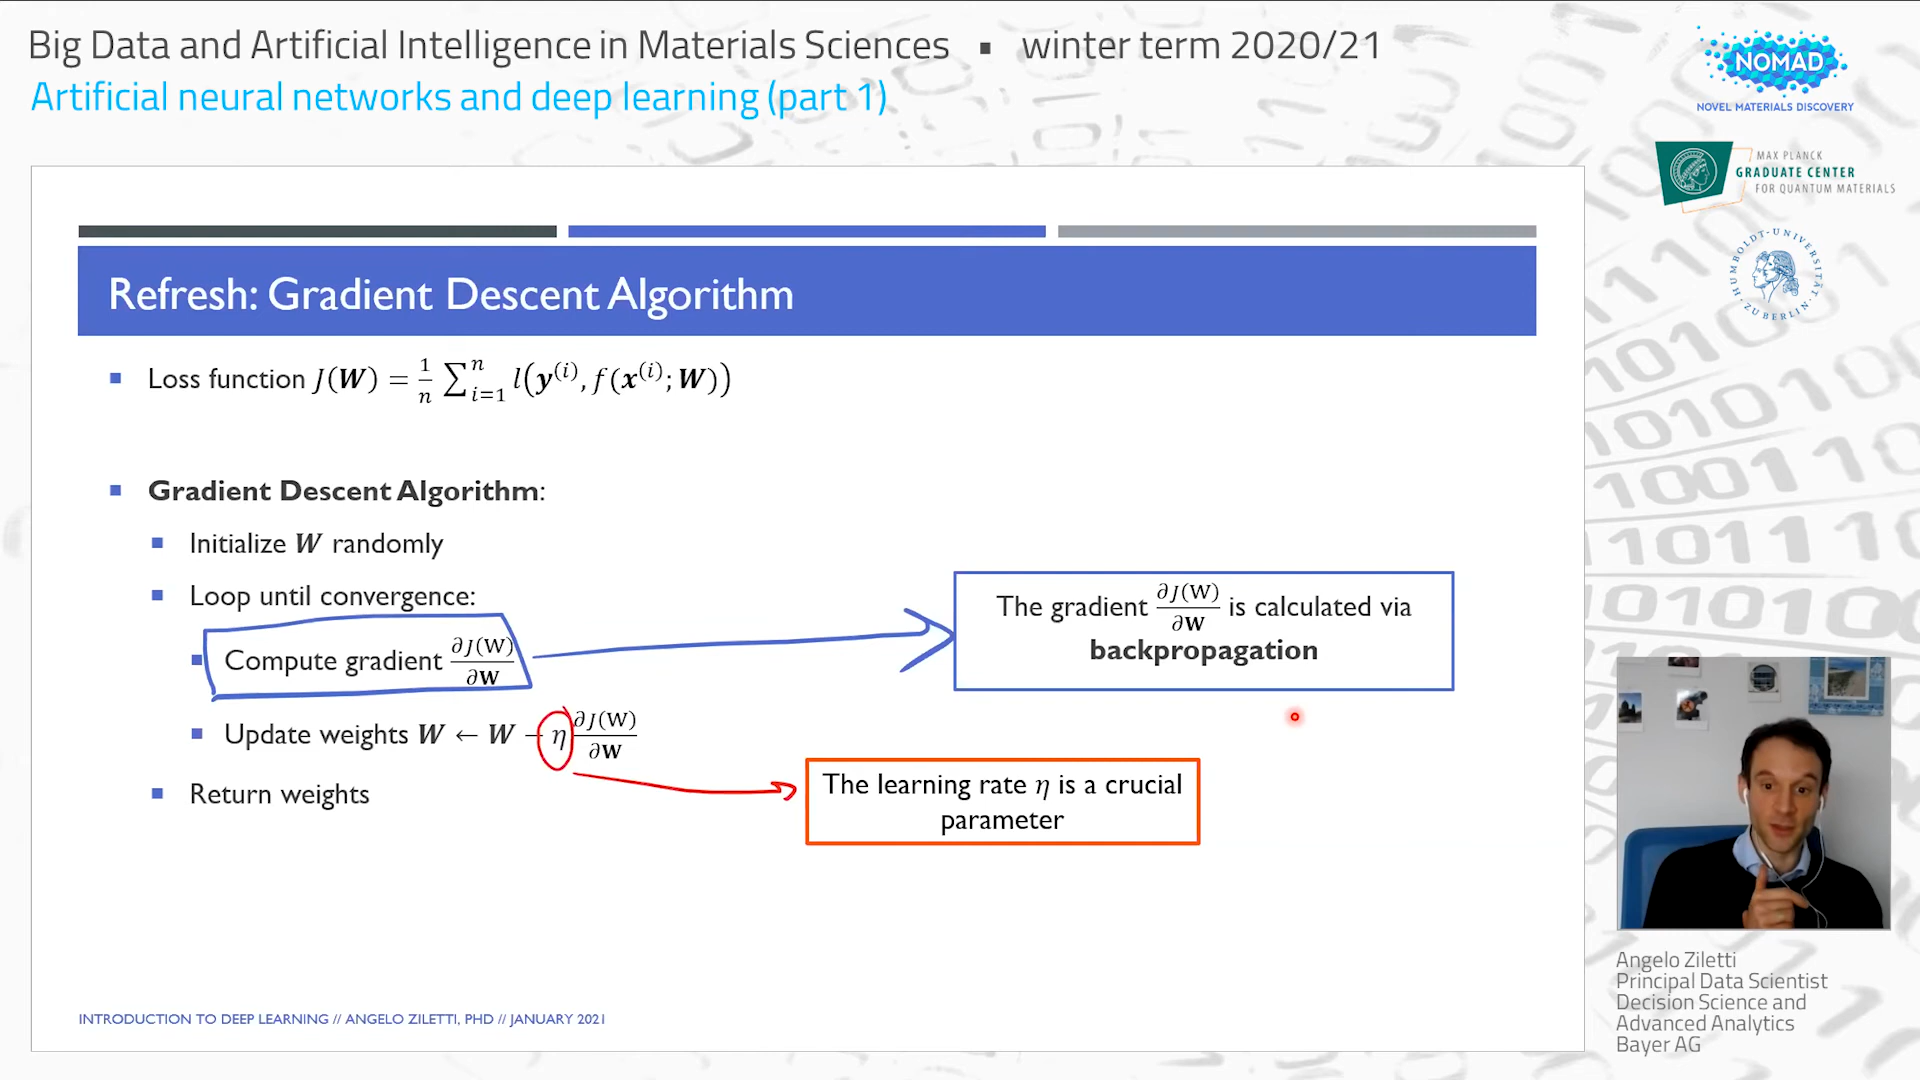 Big Data and Artificial Intelligence in Materials Sciences ▪ winter term 2020/21
Artificial neural networks and deep learning (part 1)
NOMAD
NOVEL MATERIALS DISCOVERY
MAX PLANCK
GRADUATE CENTER
FOR QUANTUM MATERIALS
HUMBOLDT-UNIVERSITÄT
ZU BERLIN
Refresh: Gradient Descent Algorithm
▪ Loss function J(W) = 1/n ∑ⁿᵢ₌₁ l(y⁽ⁱ⁾, f(x⁽ⁱ⁾; W))
▪ Gradient Descent Algorithm:
▪ Initialize W randomly
▪ Loop until convergence:
▪ Compute gradient ∂J(W)/∂W
The gradient ∂J(W)/∂W is calculated via
backpropagation
▪ Update weights W ← W − η ∂J(W)/∂W
▪ Return weights
The learning rate η is a crucial
parameter
INTRODUCTION TO DEEP LEARNING // ANGELO ZILETTI, PHD // JANUARY 2021
Angelo Ziletti
Principal Data Scientist
Decision Science and
Advanced Analytics
Bayer AG